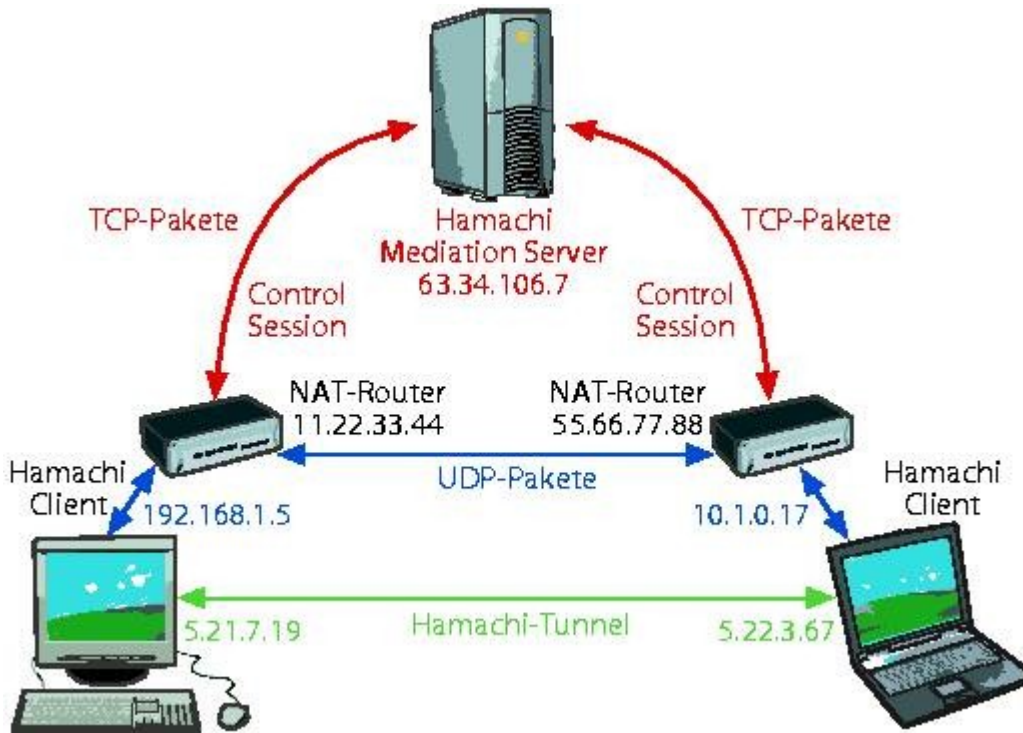 TCP-Pakete
Hamachi
Mediation Server
63.34.106.7
TCP-Pakete
Control
Session
Control
Session
NAT-Router
11.22.33.44
NAT-Router
55.66.77.88
Hamachi
Client
UDP-Pakete
Hamachi
Client
192.168.1.5
10.1.0.17
5.21.7.19
Hamachi-Tunnel
5.22.3.67